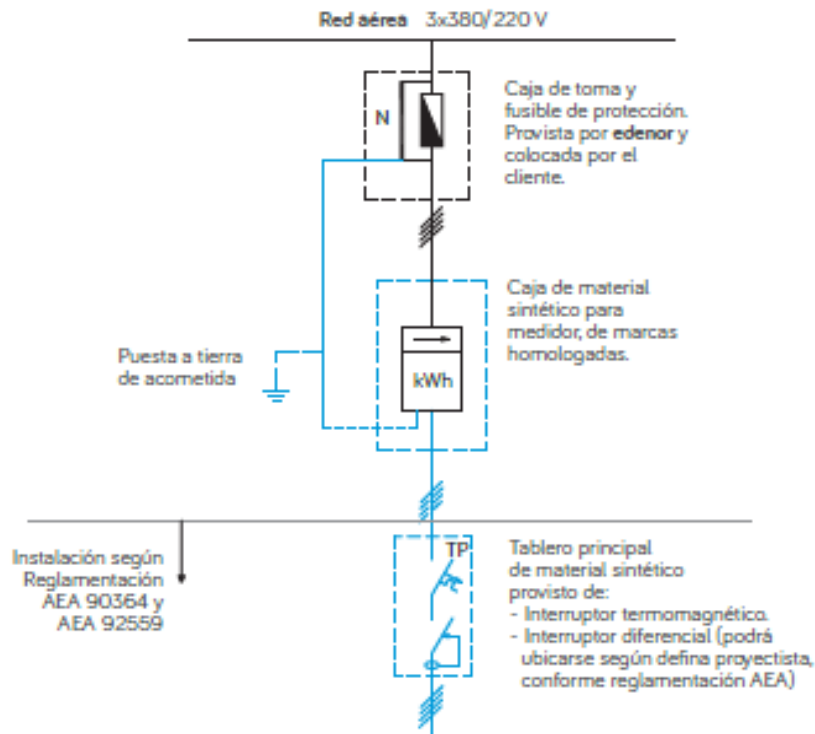 Red aérea 3x380/220 V
N
Caja de toma y
fusible de protección.
Provista por edenor y
colocada por el
cliente.
Caja de material
sintético para
medidor, de marcas
homologadas.
kWh
Puesta a tierra
de acometida
Instalación según
Reglamentación
AEA 90364 y
AEA 92559
TP
Tablero principal
de material sintético
provisto de:
- Interruptor termomagnético.
- Interruptor diferencial (podrá
ubicarse según defina proyectista,
conforme reglamentación AEA)